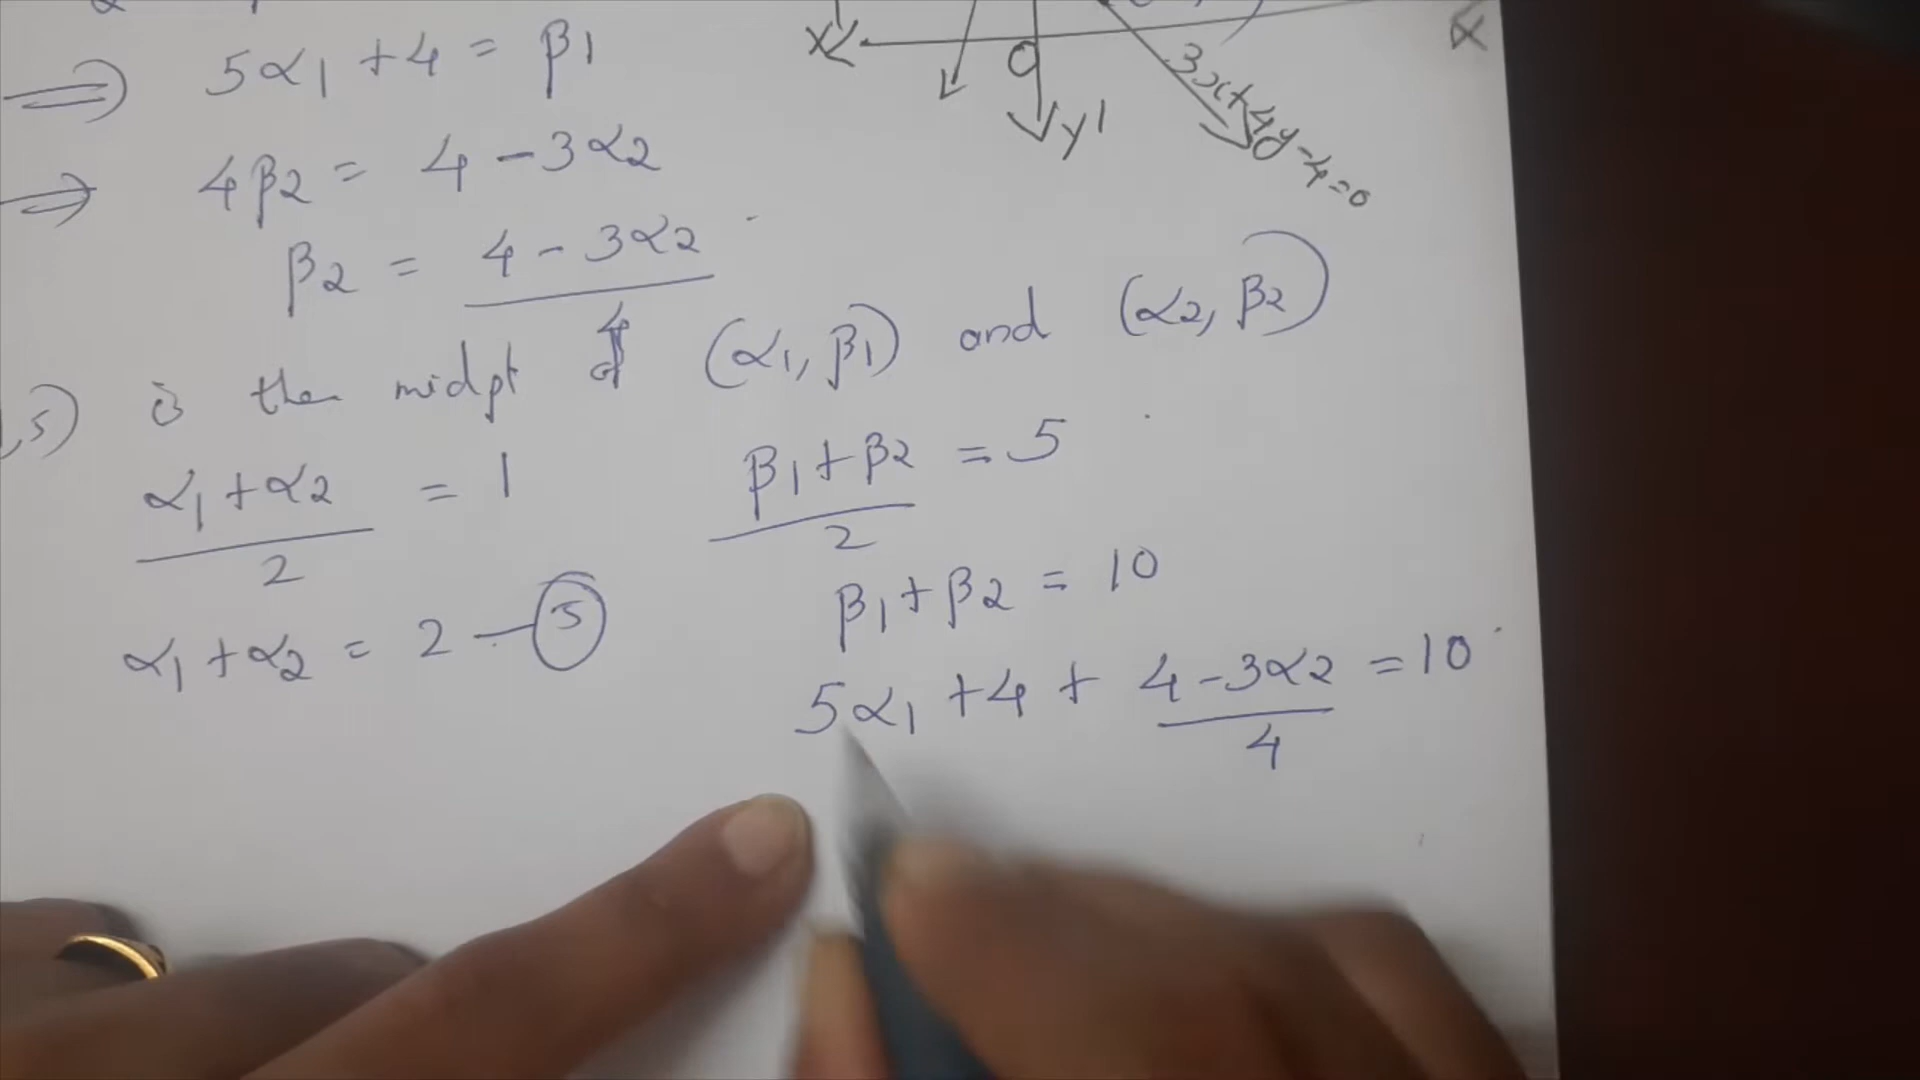 ⇒ 5α1 + 4 = β1
⇒ 4β2 = 4 - 3α2
β2 = 4 - 3α2 / 4
, 5) is the midpt of (α1, β1) and (α2, β2)
α1 + α2 / 2 = 1
α1 + α2 = 2 — 5
β1 + β2 / 2 = 5
β1 + β2 = 10
5α1 + 4 + 4 - 3α2 / 4 = 10
X'
O
y'
3x+4y-4=0